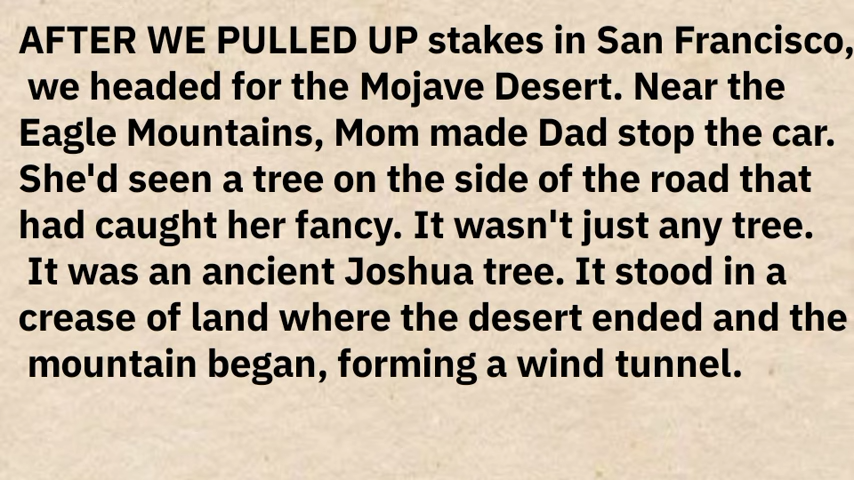 AFTER WE PULLED UP stakes in San Francisco,
we headed for the Mojave Desert. Near the
Eagle Mountains, Mom made Dad stop the car.
She'd seen a tree on the side of the road that
had caught her fancy. It wasn't just any tree.
It was an ancient Joshua tree. It stood in a
crease of land where the desert ended and the
mountain began, forming a wind tunnel.